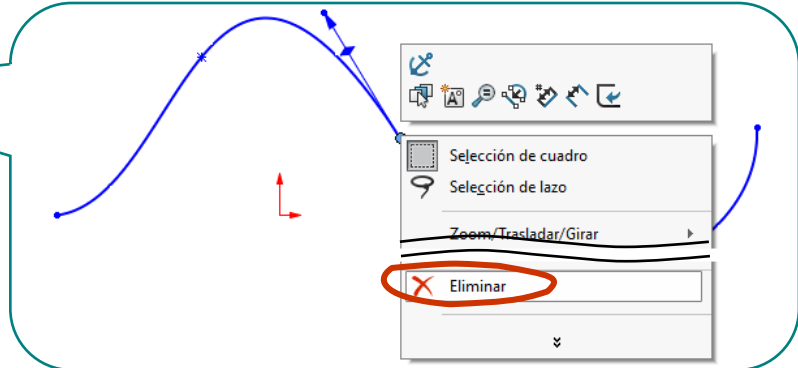 Selección de cuadro
Selección de lazo
Zoom/Trasladar/Girar
Eliminar